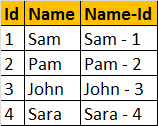 Id Name Name-Id
1 Sam Sam - 1
2 Pam Pam - 2
3 John John - 3
4 Sara Sara - 4